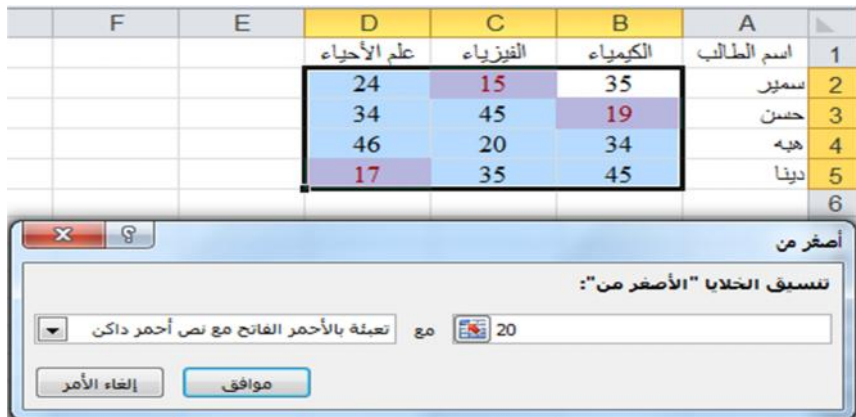 A B C D E F
1 اسم الطالب الكيمياء الفيزياء علم الأحياء
2 سمير 35 15 24
3 حسن 19 45 34
4 هبه 34 20 46
5 دينا 45 35 17
6
أصغر من
تنسيق الخلايا "الأصغر من":
20 مع تعبئة بالأحمر الفاتح مع نص أحمر داكن
موافق إلغاء الأمر